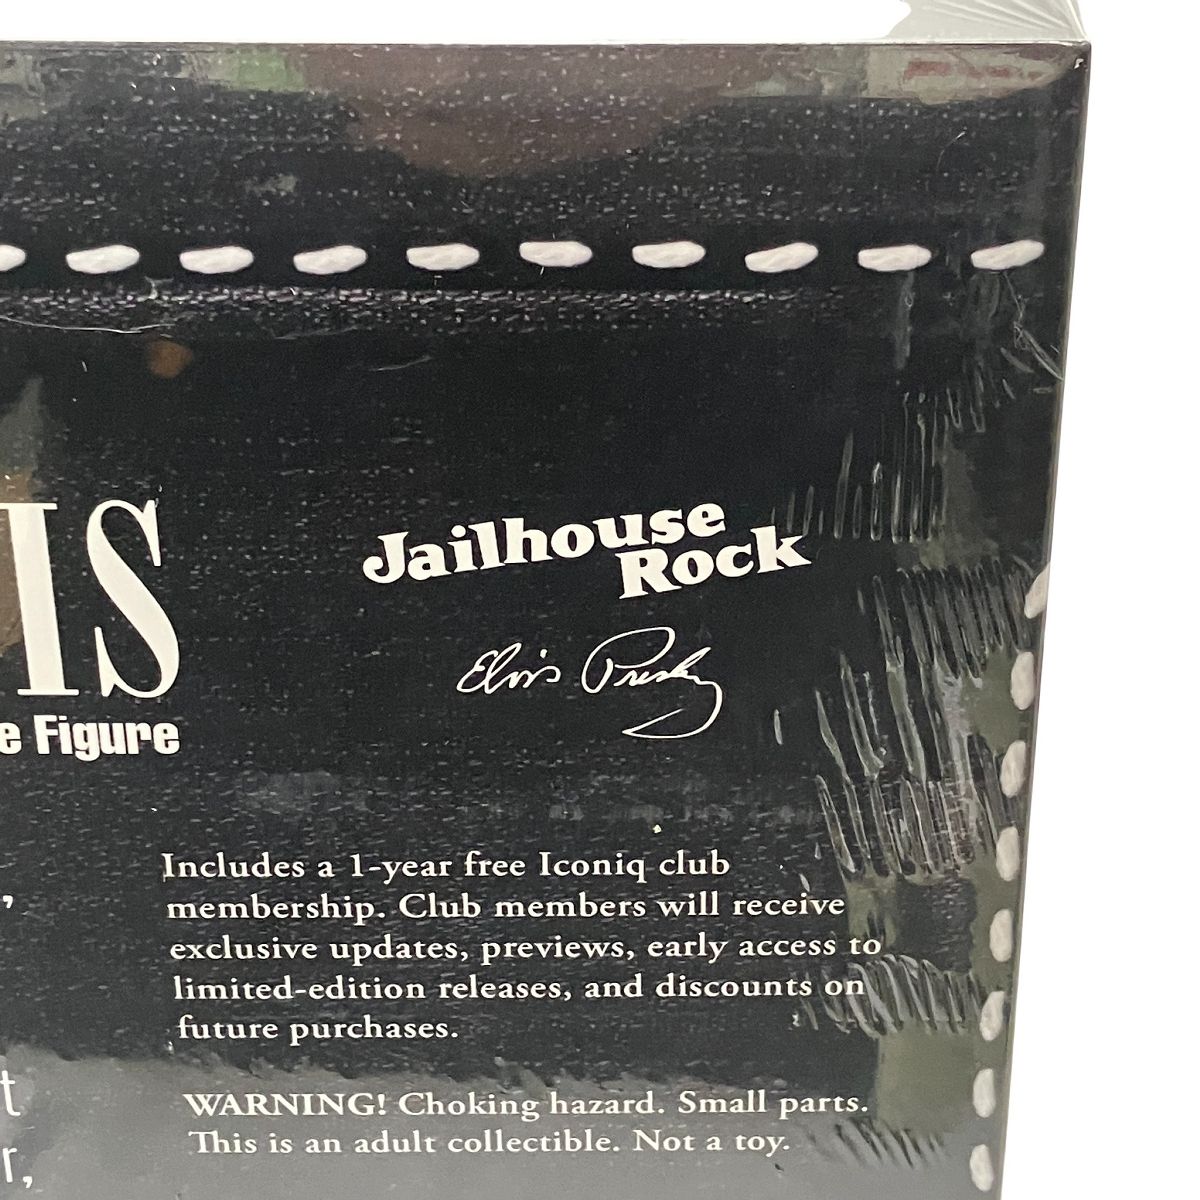 IS
e Figure
Jailhouse
Rock
Elvis Presley
,
Includes a 1-year free Iconiq club
membership. Club members will receive
exclusive updates, previews, early access to
limited-edition releases, and discounts on
future purchases.
t
r,
WARNING! Choking hazard. Small parts.
This is an adult collectible. Not a toy.